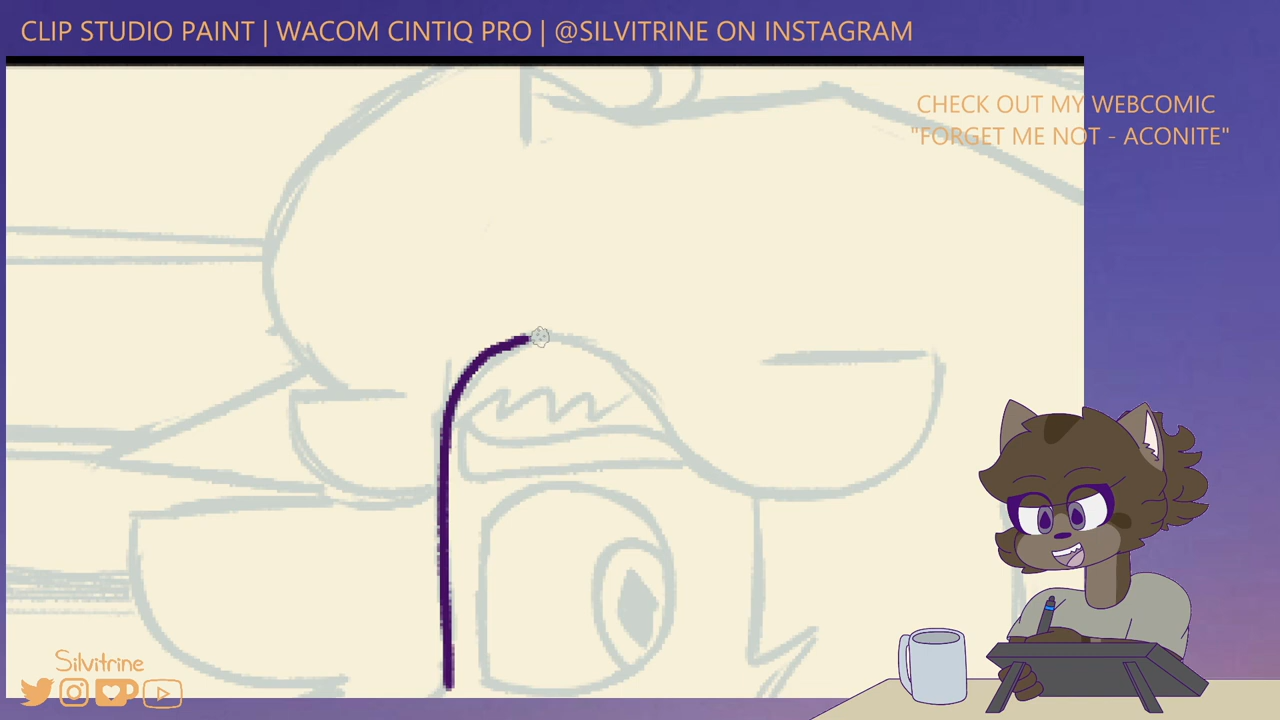 CLIP STUDIO PAINT | WACOM CINTIQ PRO | @SILVITRINE ON INSTAGRAM
CHECK OUT MY WEBCOMIC
"FORGET ME NOT - ACONITE"
Silvitrine